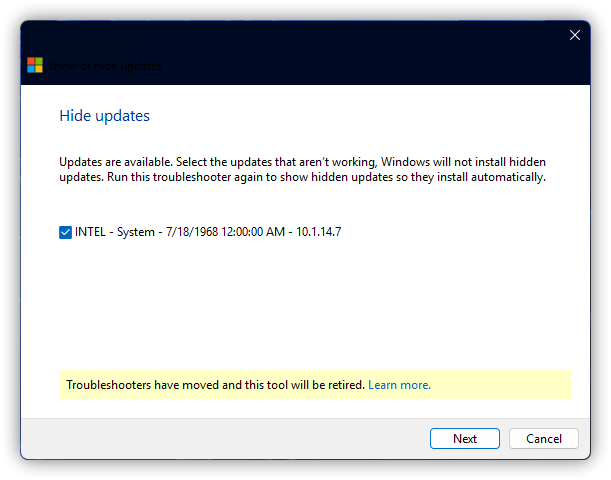 Show or hide updates
Hide updates
Updates are available. Select the updates that aren't working, Windows will not install hidden
updates. Run this troubleshooter again to show hidden updates so they install automatically.
INTEL - System - 7/18/1968 12:00:00 AM - 10.1.14.7
Troubleshooters have moved and this tool will be retired. Learn more.
Next
Cancel